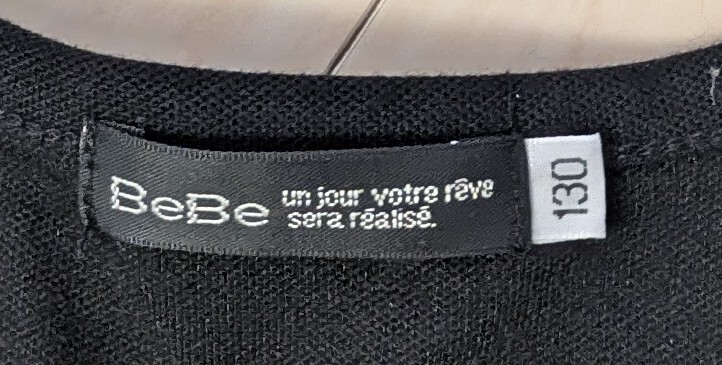 BeBe
un jour votre rêve
sera réalisé.
130